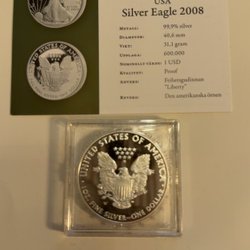 USA
Silver Eagle 2008
METALL: 99,9% silver
DIAMETER: 40,6 mm
VIKT: 31,1 gram
UPPLAGA: 600.000
NOMINELLT VÄRDE: 1 USD
KVALITET: Proof
ADVERS: Frihetsgudinnan
"Liberty"
REVERS: Den amerikanska örnen
UNITED STATES OF AMERICA
1 OZ. FINE SILVER~ONE DOLLAR